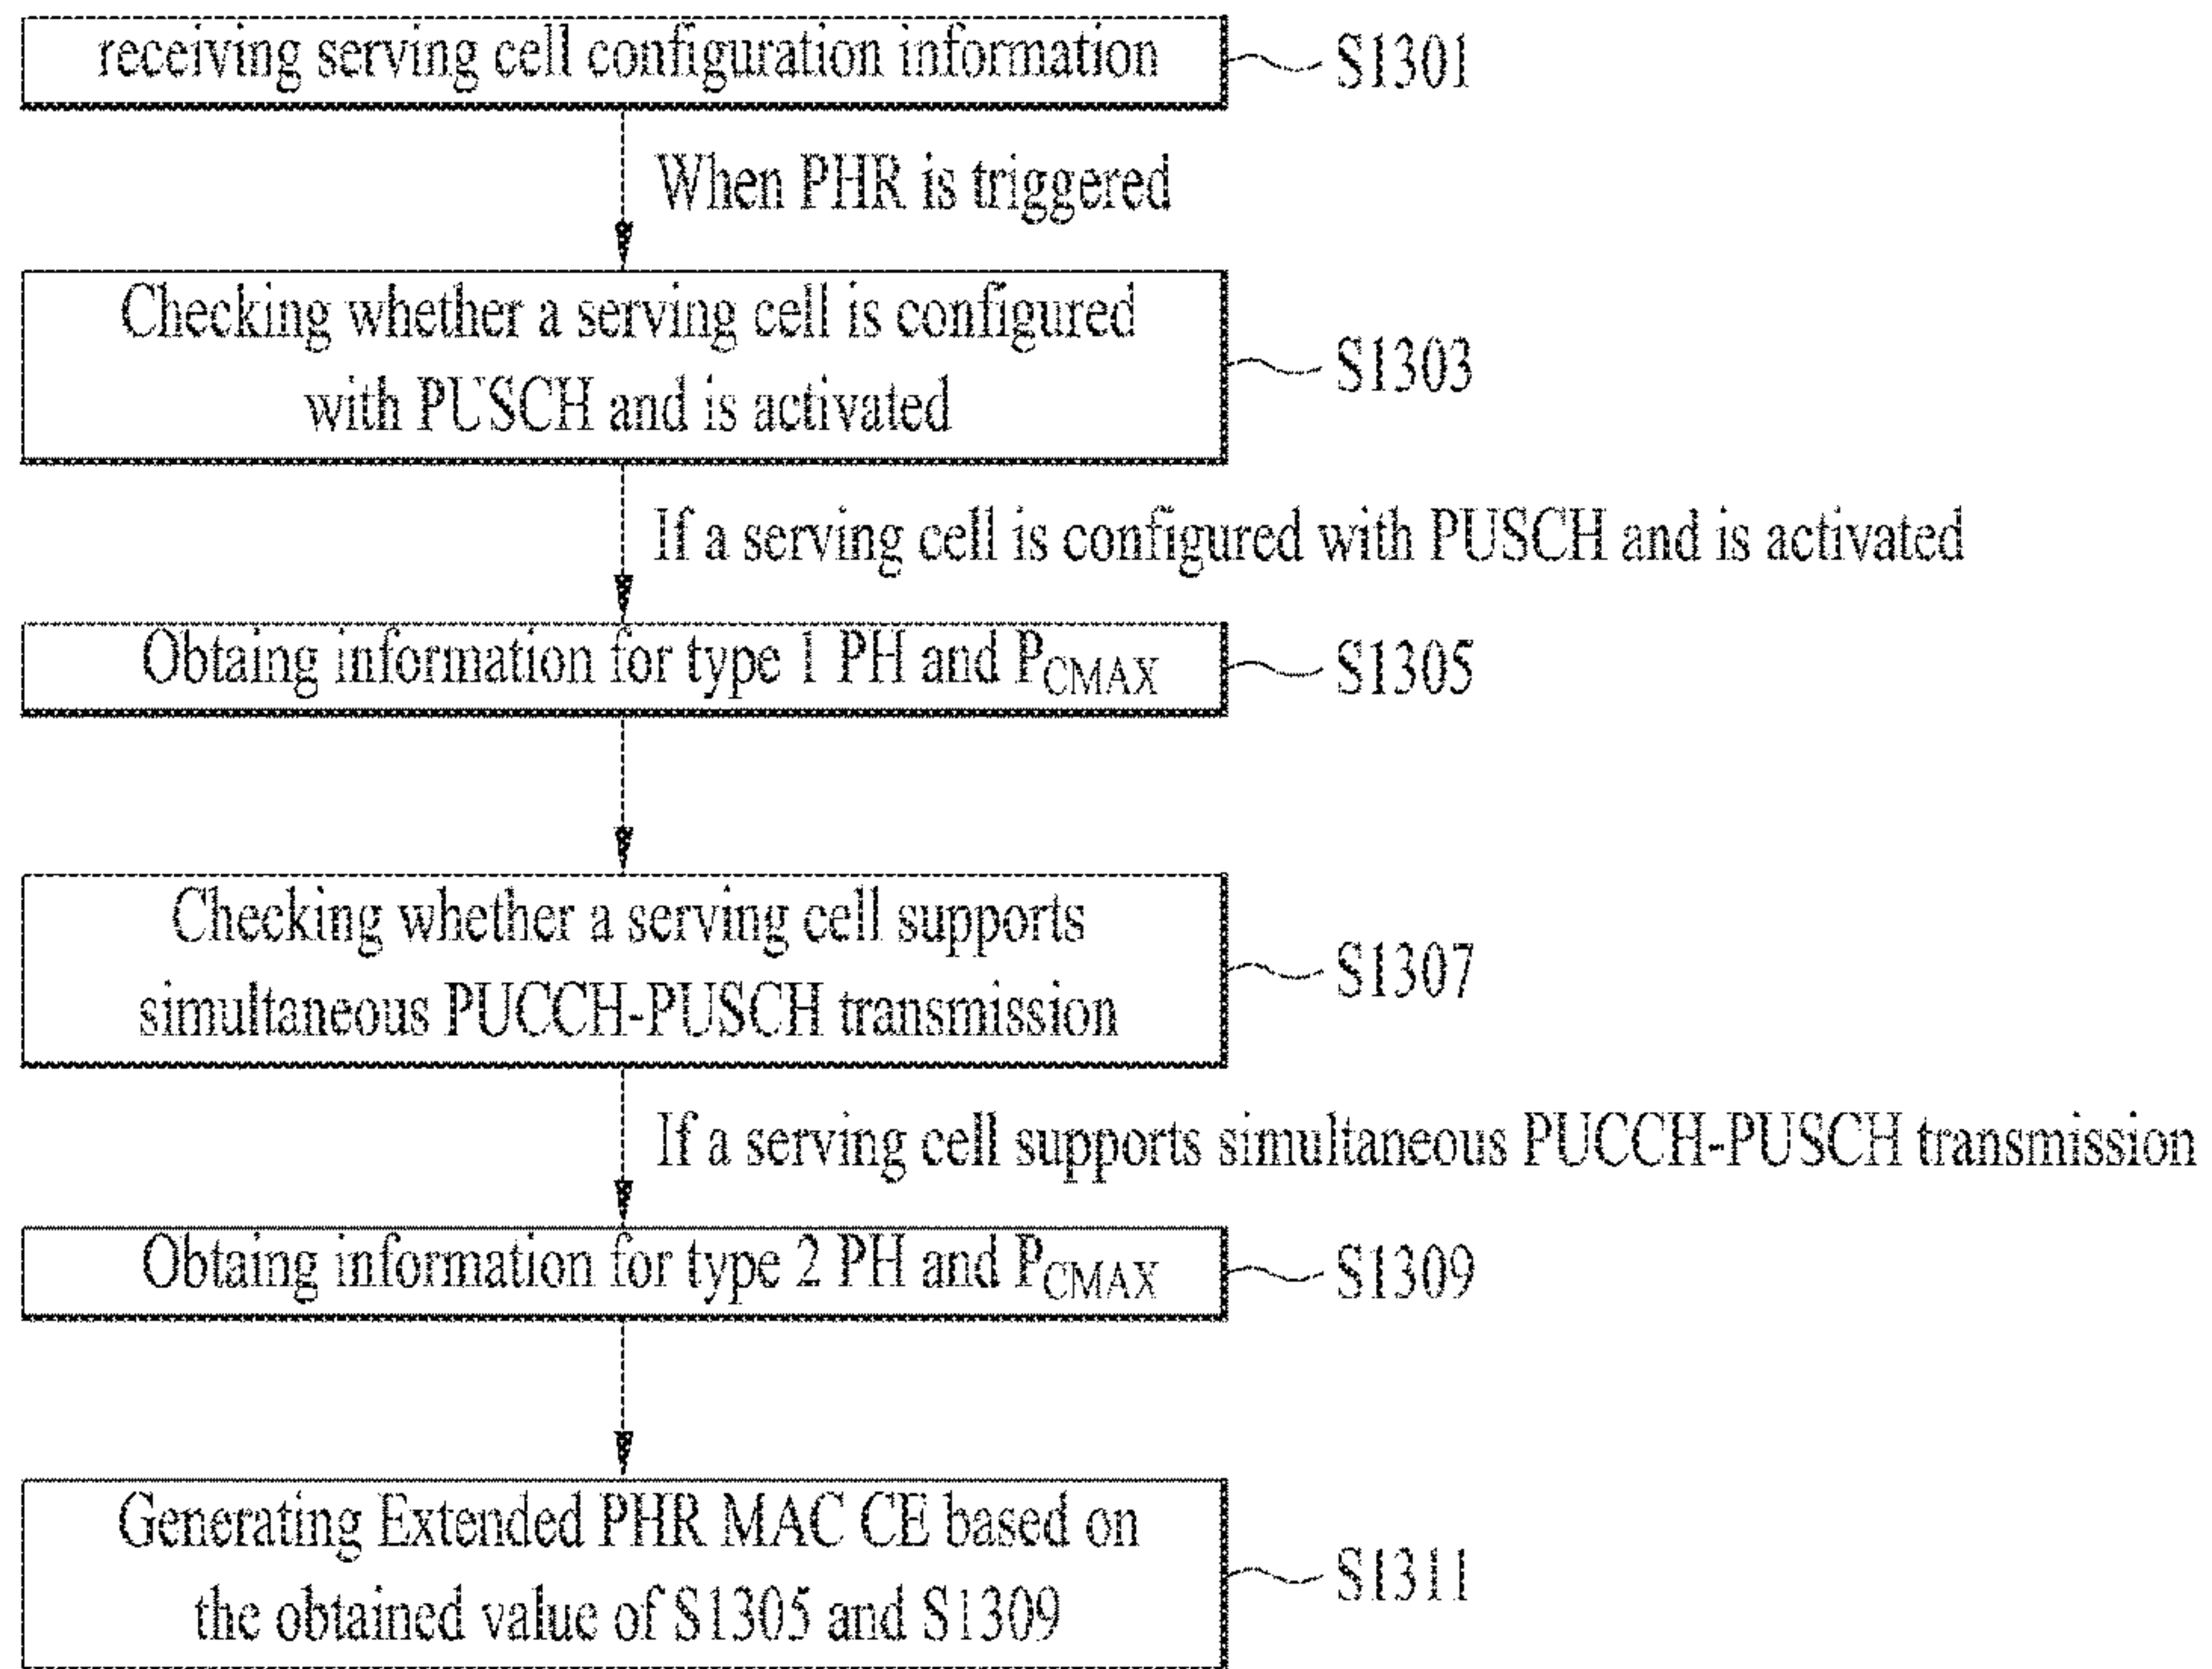 receiving serving cell configuration information
S1301
When PHR is triggered
Checking whether a serving cell is configured
with PUSCH and is activated
S1303
If a serving cell is configured with PUSCH and is activated
Obtaing information for type 1 PH and PCMAX
S1305
Checking whether a serving cell supports
simultaneous PUCCH-PUSCH transmission
S1307
If a serving cell supports simultaneous PUCCH-PUSCH transmission
Obtaing information for type 2 PH and PCMAX
S1309
Generating Extended PHR MAC CE based on
the obtained value of S1305 and S1309
S1311